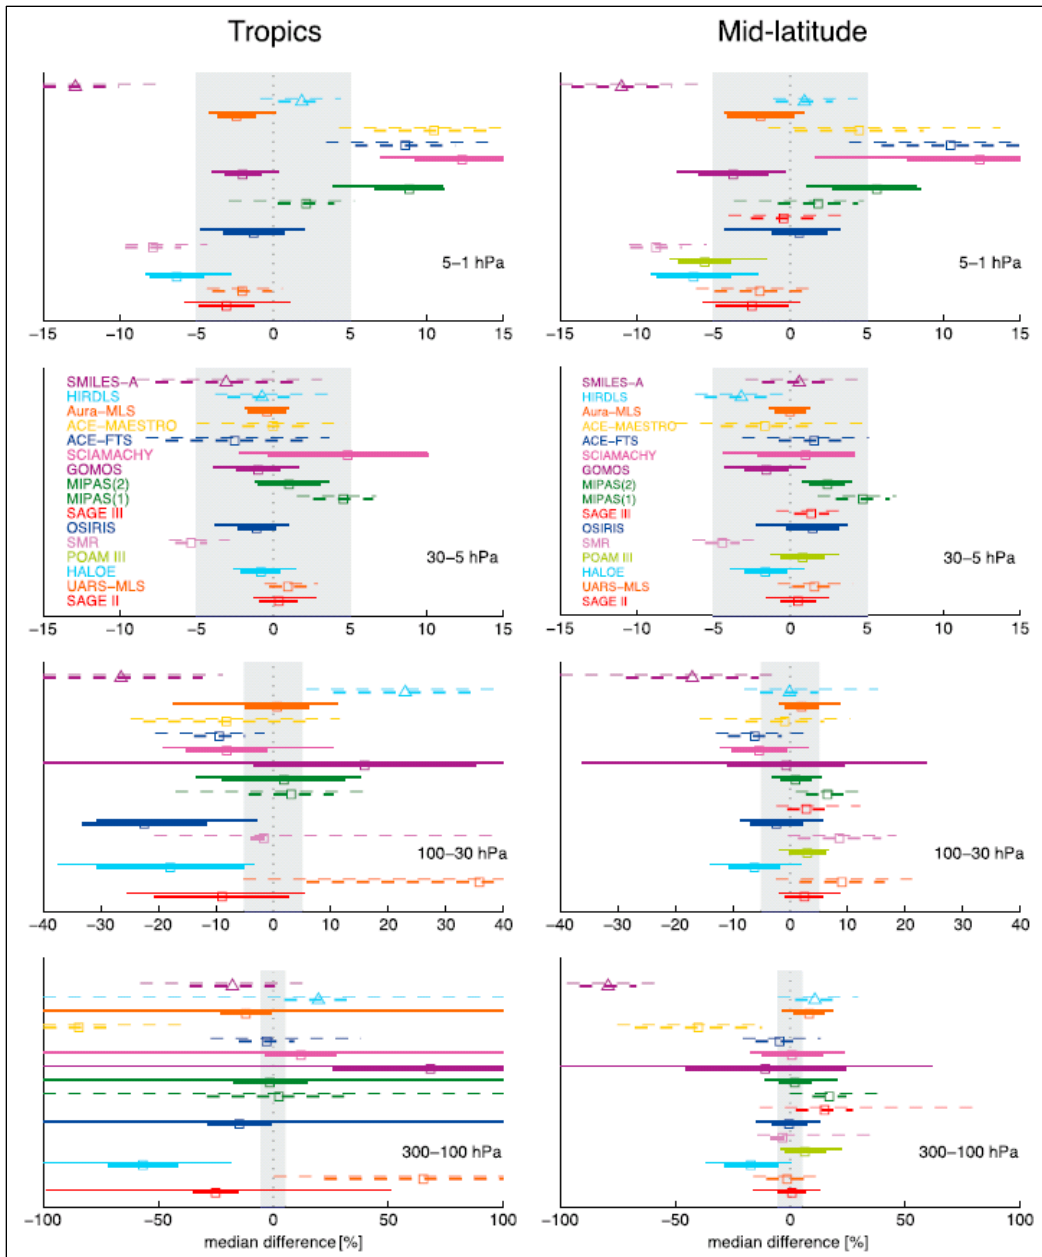 Tropics
Mid-latitude
5-1 hPa
5-1 hPa
-15 -10 -5 0 5 10 15
-15 -10 -5 0 5 10 15
SMILES-A
HIRDLS
Aura-MLS
ACE-MAESTRO
ACE-FTS
SCIAMACHY
GOMOS
MIPAS(2)
MIPAS(1)
SAGE III
OSIRIS
SMR
POAM III
HALOE
UARS-MLS
SAGE II
30-5 hPa
SMILES-A
HIRDLS
Aura-MLS
ACE-MAESTRO
ACE-FTS
SCIAMACHY
GOMOS
MIPAS(2)
MIPAS(1)
SAGE III
OSIRIS
SMR
POAM III
HALOE
UARS-MLS
SAGE II
30-5 hPa
-15 -10 -5 0 5 10 15
-15 -10 -5 0 5 10 15
100-30 hPa
100-30 hPa
-40 -30 -20 -10 0 10 20 30 40
-40 -30 -20 -10 0 10 20 30 40
300-100 hPa
300-100 hPa
-100 -50 0 50 100
-100 -50 0 50 100
median difference [%]
median difference [%]